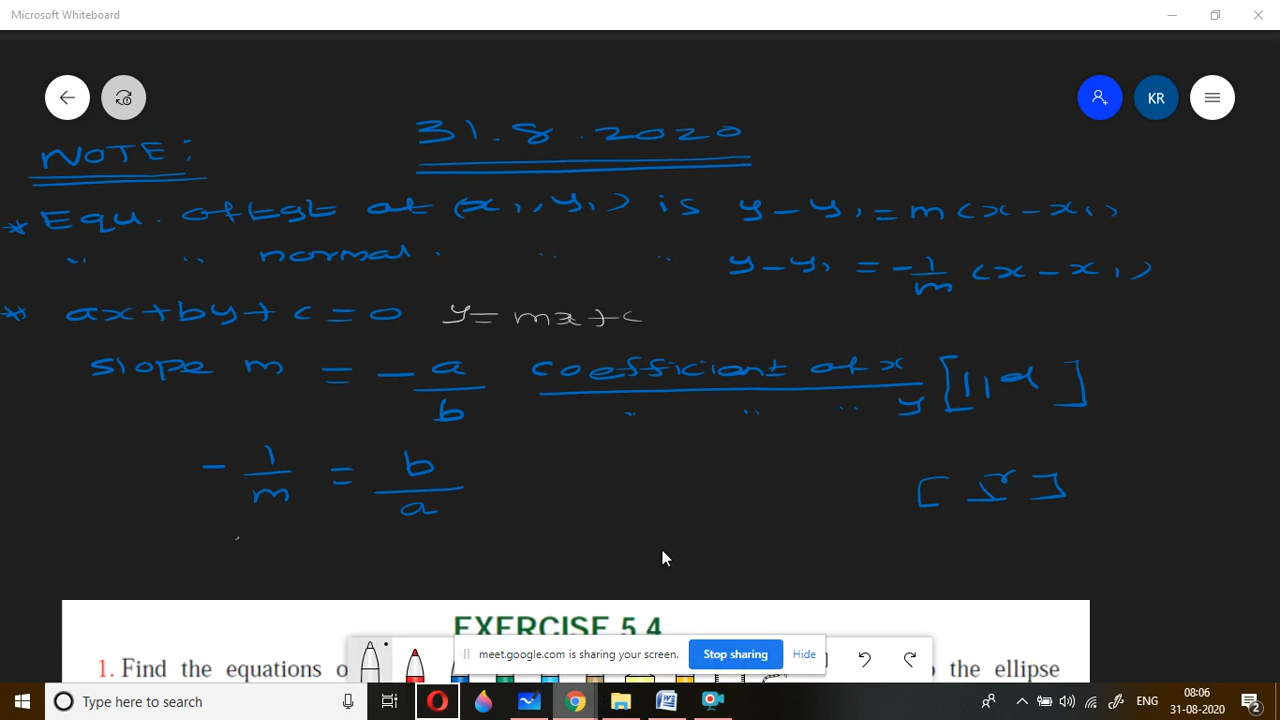 Microsoft Whiteboard
KR
31.8.2020
NOTE:
* Equ. of tgt at (x₁, y₁) is y-y₁ = m(x-x₁)
" " normal " " " y-y₁ = -1/m (x-x₁)
* ax+by+c=0 y=mx+c
slope m = -a/b coefficient of x / " " " y [||el]
-1/m = b/a [⊥r]
EXERCISE 5.4
1. Find the equations o
the ellipse
meet.google.com is sharing your screen. Stop sharing Hide
Type here to search
ENG
08:06
31-08-2020
2